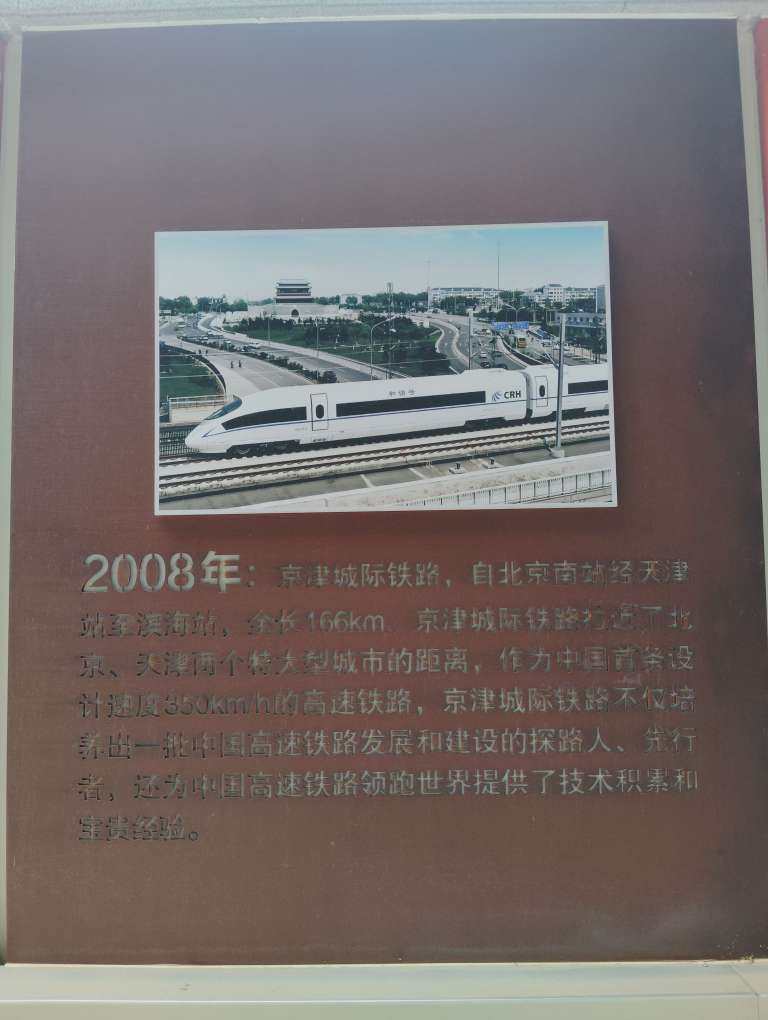 和谐号
CRH
2008年：京津城际铁路，自北京南站经天津
站至滨海站，全长166km。京津城际铁路拉近了北
京、天津两个特大型城市的距离，作为中国首条设
计速度350km/h的高速铁路，京津城际铁路不仅培
养出一批中国高速铁路发展和建设的探路人、先行
者，还为中国高速铁路领跑世界提供了技术积累和
宝贵经验。